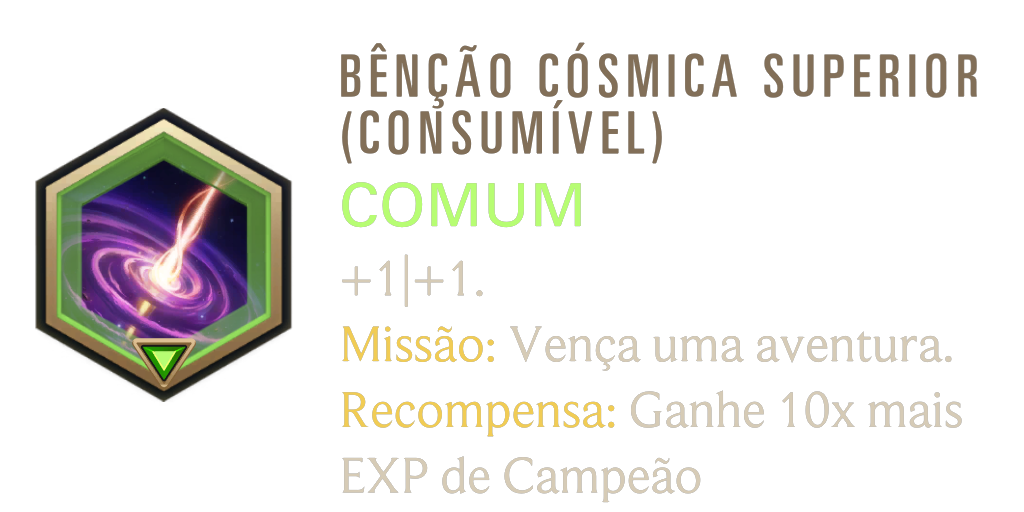 BÊNÇÃO CÓSMICA SUPERIOR
(CONSUMÍVEL)
COMUM
+1|+1.
Missão: Vença uma aventura.
Recompensa: Ganhe 10x mais
EXP de Campeão